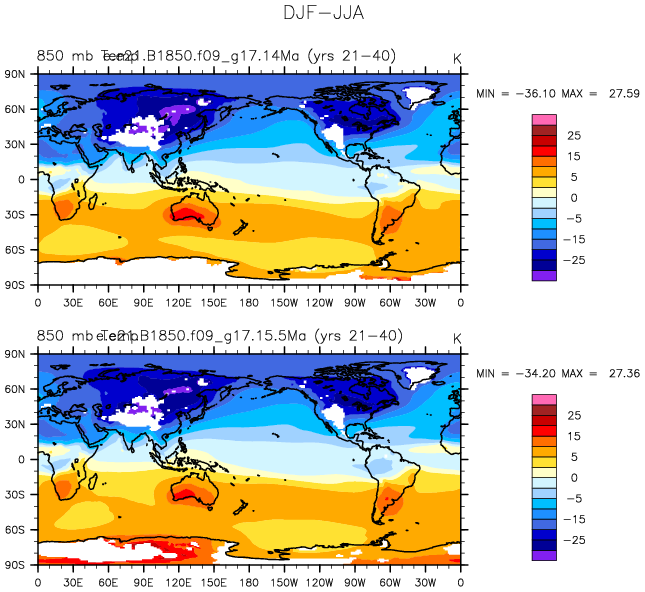 DJF-JJA
850 mb Temp e.e21.B1850.f09_g17.14Ma (yrs 21-40) K
MIN = -36.10 MAX = 27.59
90N
60N
30N
0
30S
60S
90S
0 30E 60E 90E 120E 150E 180 150W 120W 90W 60W 30W 0
25
15
5
0
-5
-15
-25
850 mb Temp e.e21.B1850.f09_g17.15.5Ma (yrs 21-40) K
MIN = -34.20 MAX = 27.36
90N
60N
30N
0
30S
60S
90S
0 30E 60E 90E 120E 150E 180 150W 120W 90W 60W 30W 0
25
15
5
0
-5
-15
-25